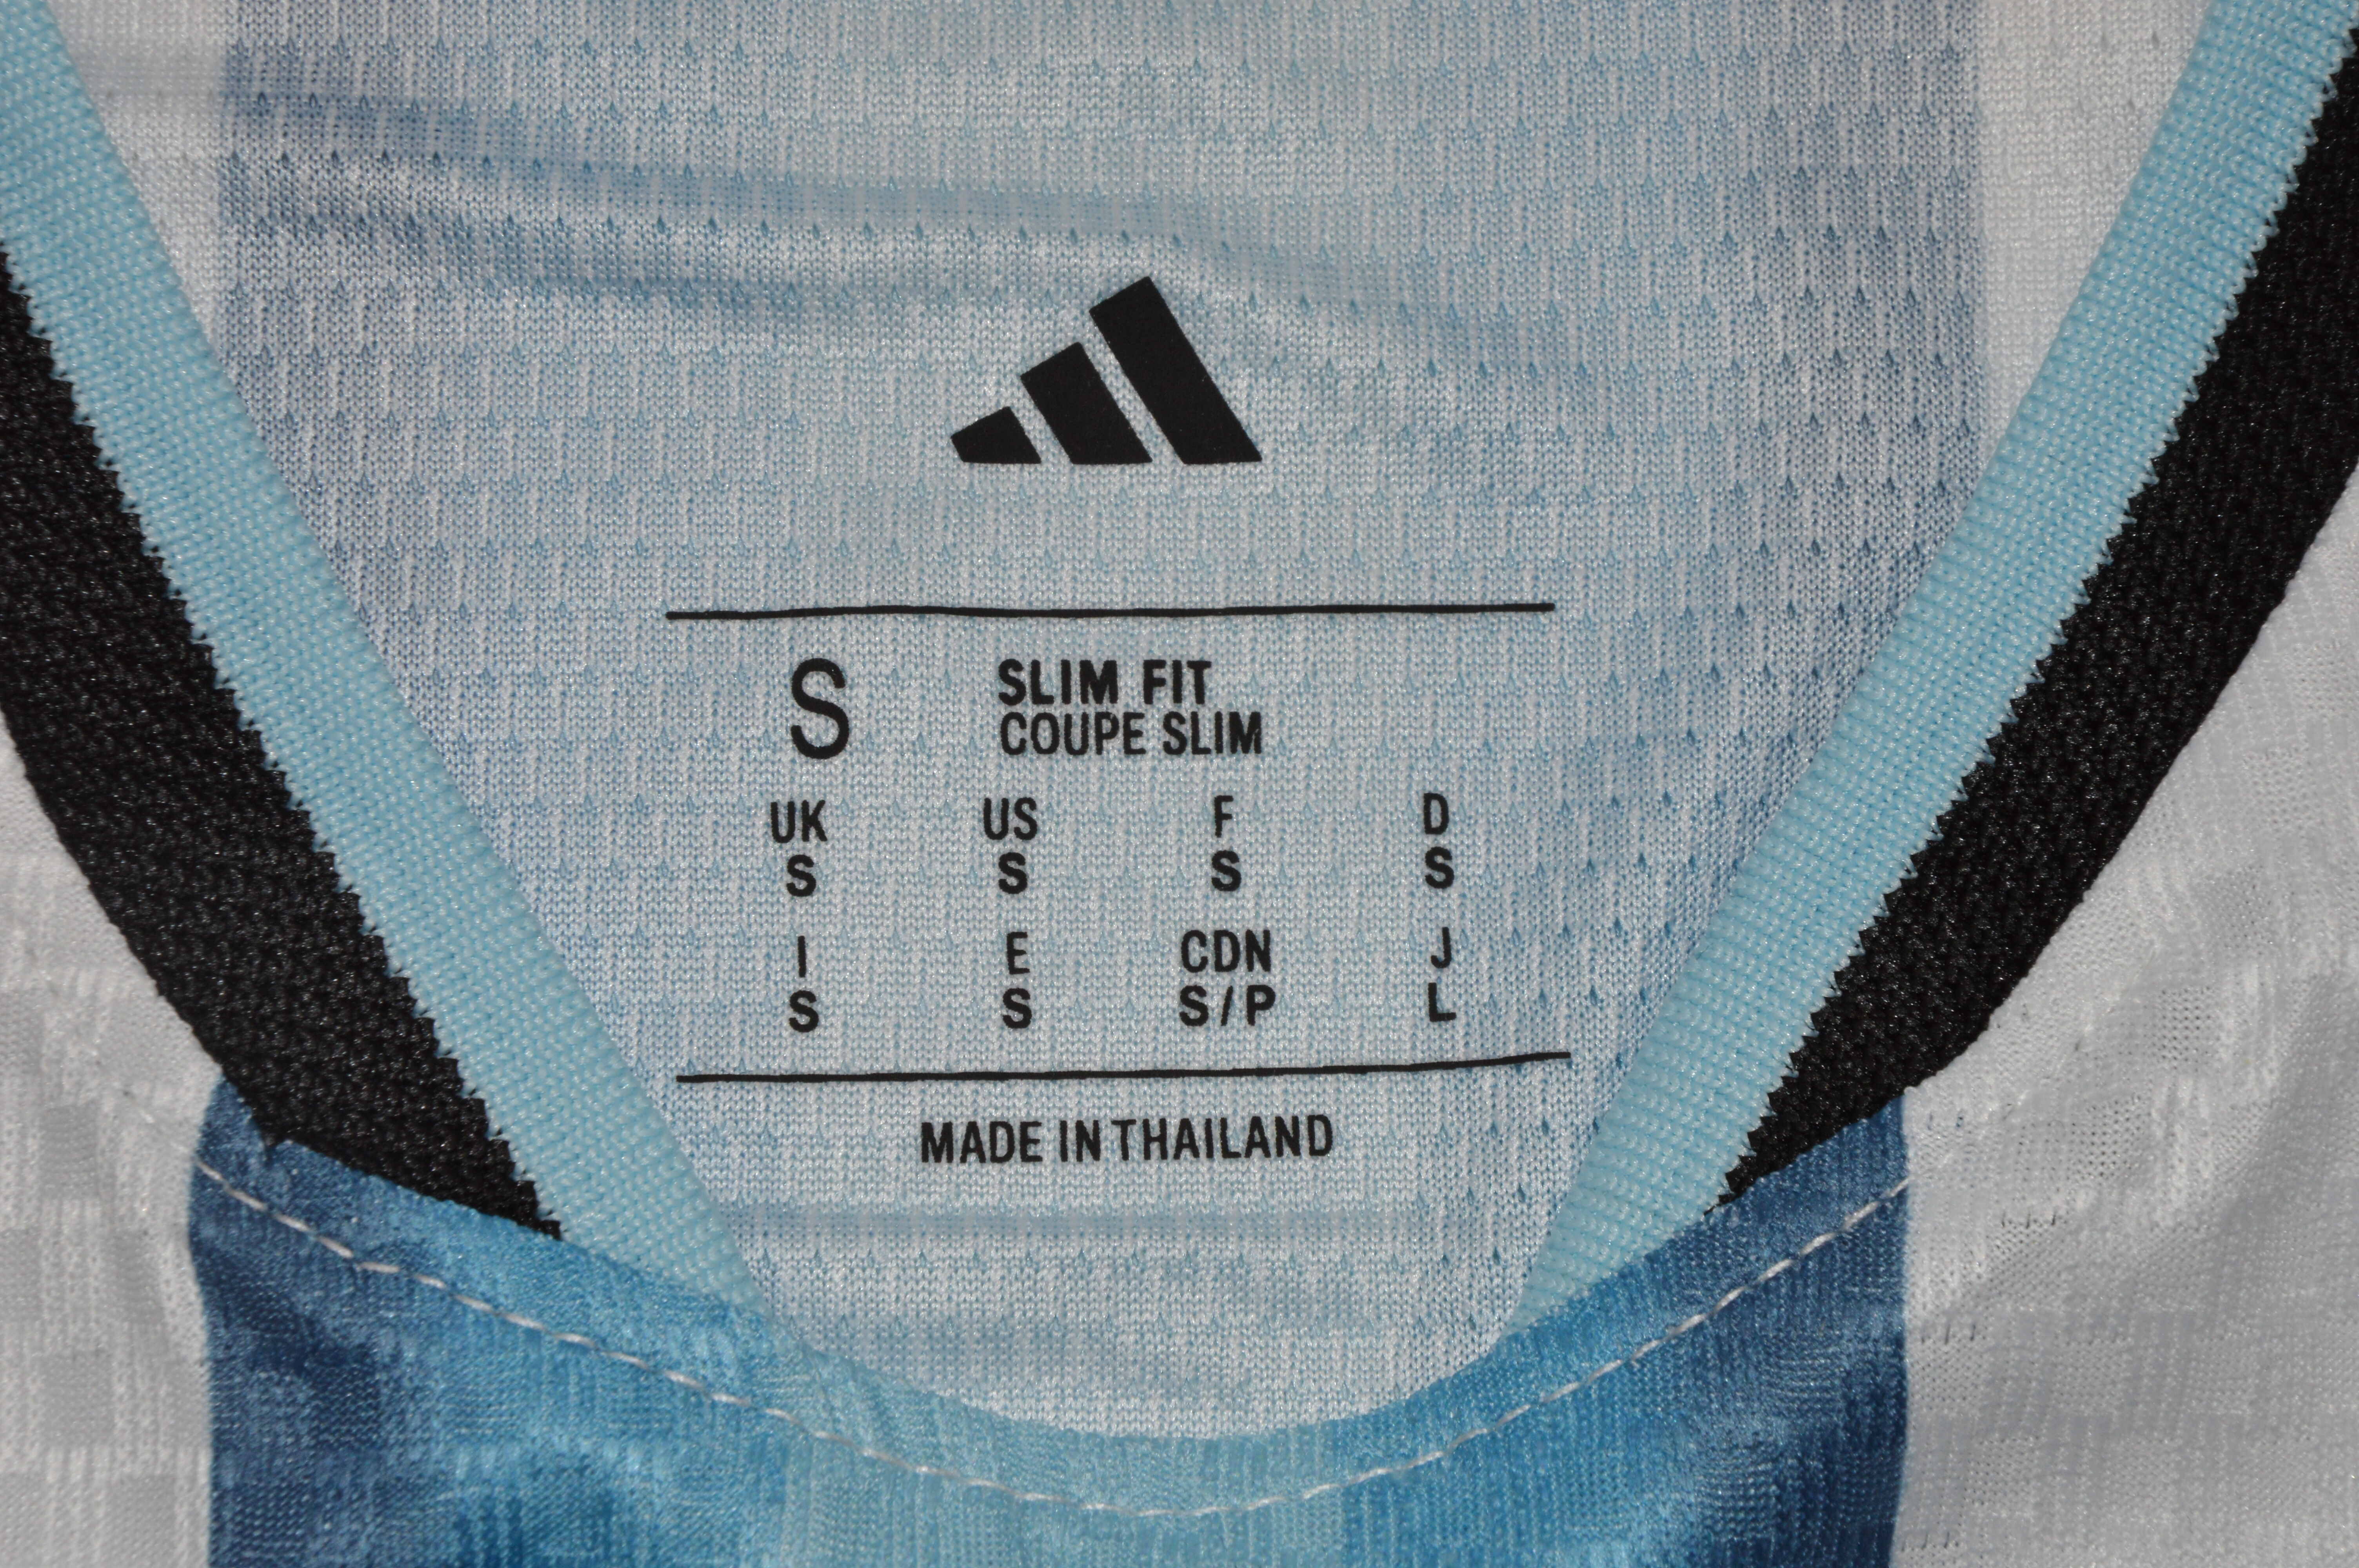 S
SLIM FIT
COUPE SLIM
UK US F D
S S S S
I E CDN J
S S S/P L
MADE IN THAILAND